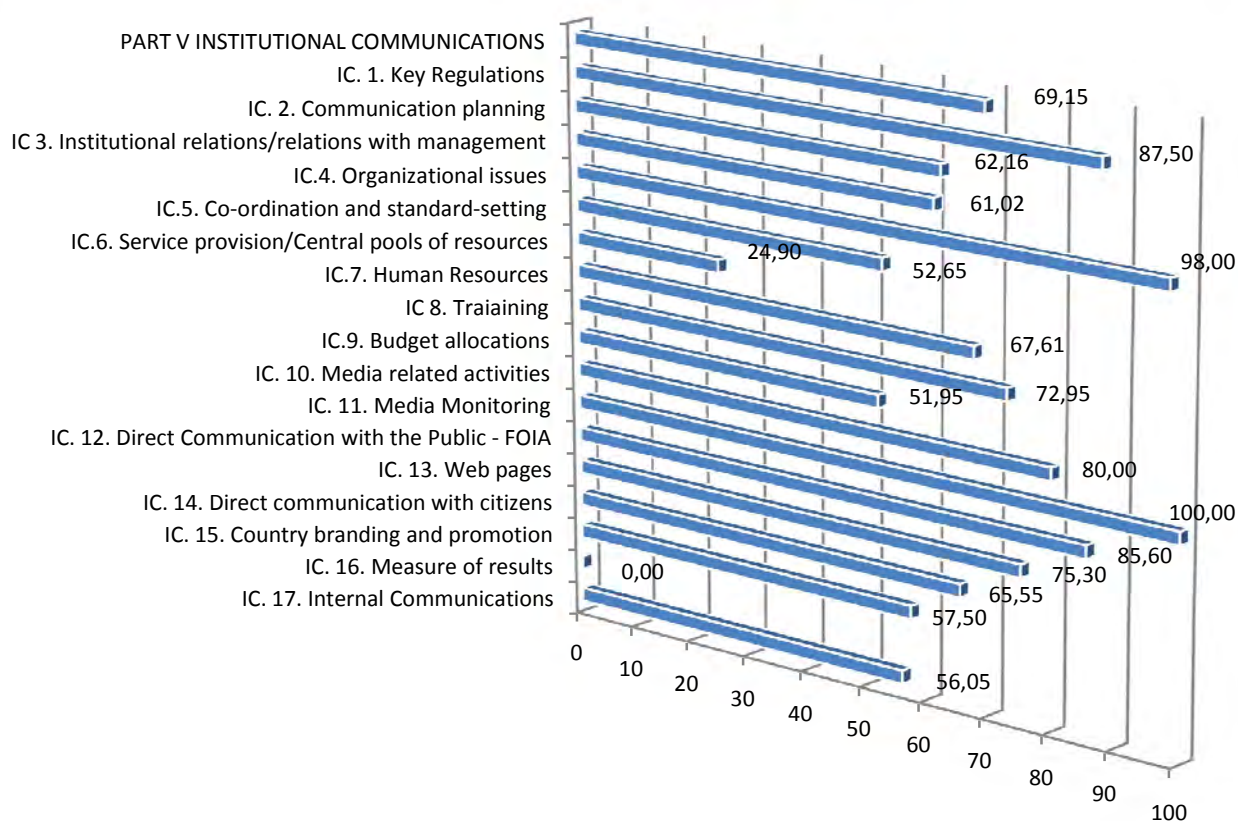 PART V INSTITUTIONAL COMMUNICATIONS
IC. 1. Key Regulations
IC. 2. Communication planning
IC 3. Institutional relations/relations with management
IC.4. Organizational issues
IC.5. Co-ordination and standard-setting
IC.6. Service provision/Central pools of resources
IC.7. Human Resources
IC 8. Traiaining
IC.9. Budget allocations
IC. 10. Media related activities
IC. 11. Media Monitoring
IC. 12. Direct Communication with the Public - FOIA
IC. 13. Web pages
IC. 14. Direct communication with citizens
IC. 15. Country branding and promotion
IC. 16. Measure of results
IC. 17. Internal Communications
69,15
87,50
62,16
61,02
98,00
52,65
24,90
67,61
72,95
51,95
80,00
100,00
85,60
75,30
65,55
57,50
0,00
56,05
0
10
20
30
40
50
60
70
80
90
100